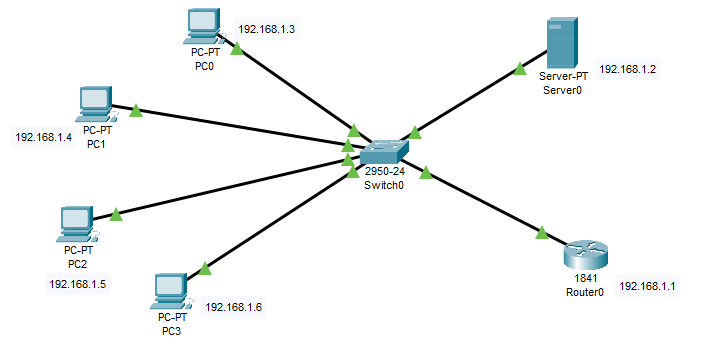 PC-PT
PC0
192.168.1.3
Server-PT
Server0
192.168.1.2
PC-PT
PC1
192.168.1.4
2950-24
Switch0
PC-PT
PC2
192.168.1.5
PC-PT
PC3
192.168.1.6
1841
Router0
192.168.1.1